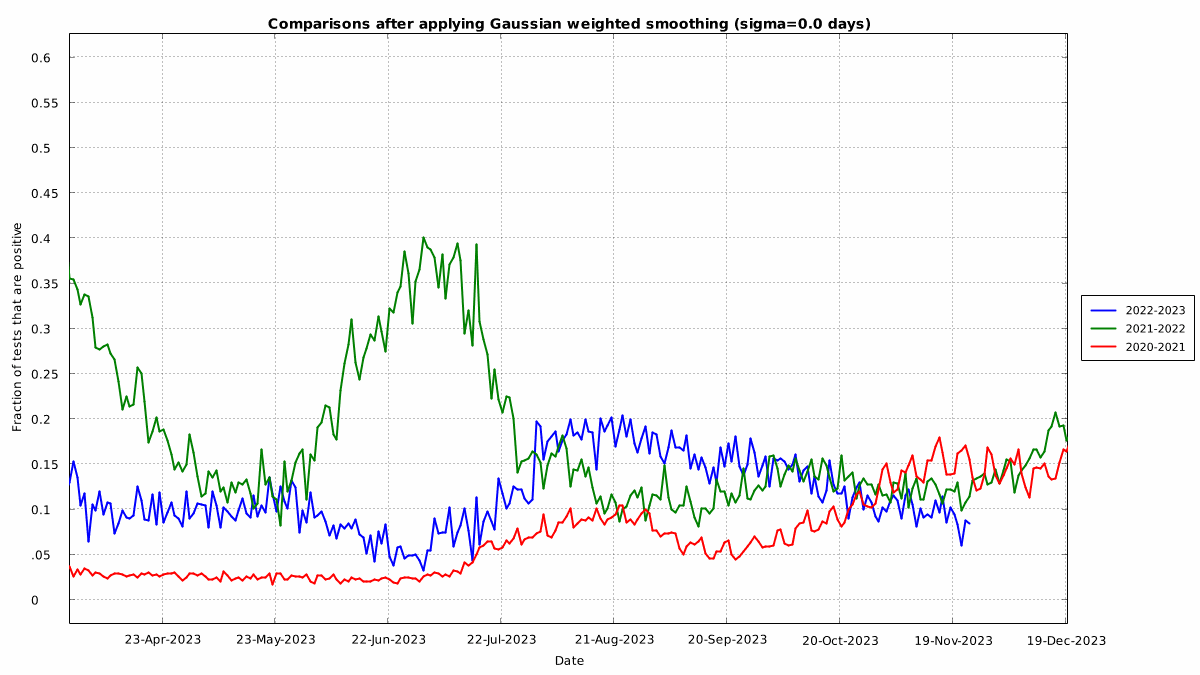 Comparisons after applying Gaussian weighted smoothing (sigma=0.0 days)
0.6
0.55
0.5
0.45
0.4
0.35
0.3
0.25
0.2
0.15
0.1
.05
0
Fraction of tests that are positive
23-Apr-2023
23-May-2023
22-Jun-2023
22-Jul-2023
21-Aug-2023
20-Sep-2023
20-Oct-2023
19-Nov-2023
19-Dec-2023
Date
2022-2023
2021-2022
2020-2021